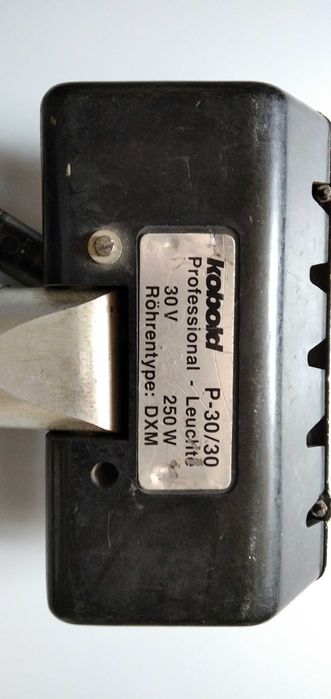 kobold P-30/30
Professional - Leuchte
30 V 250 W
Röhrentype: DXM